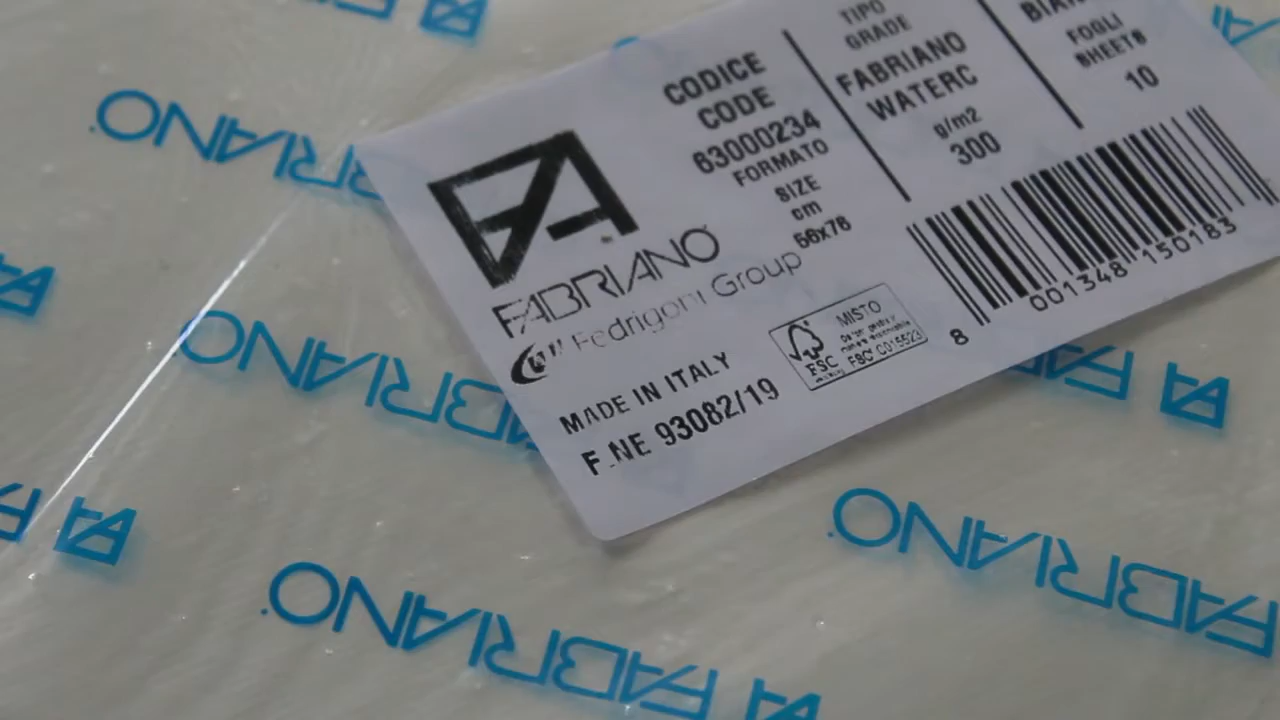 FABRIANO
Fedrigoni Group
MADE IN ITALY
F.NE 93082/19
CODICE
CODE
63000234
FORMATO
SIZE
cm
56x76
TIPO
GRADE
FABRIANO
WATERC
g/m2
300
FOGLI
SHEETS
10
MISTO
FSC
FSC C015523
8 001348 150183
FABRIANO
FABRIANO
FABRIANO
FABRIANO